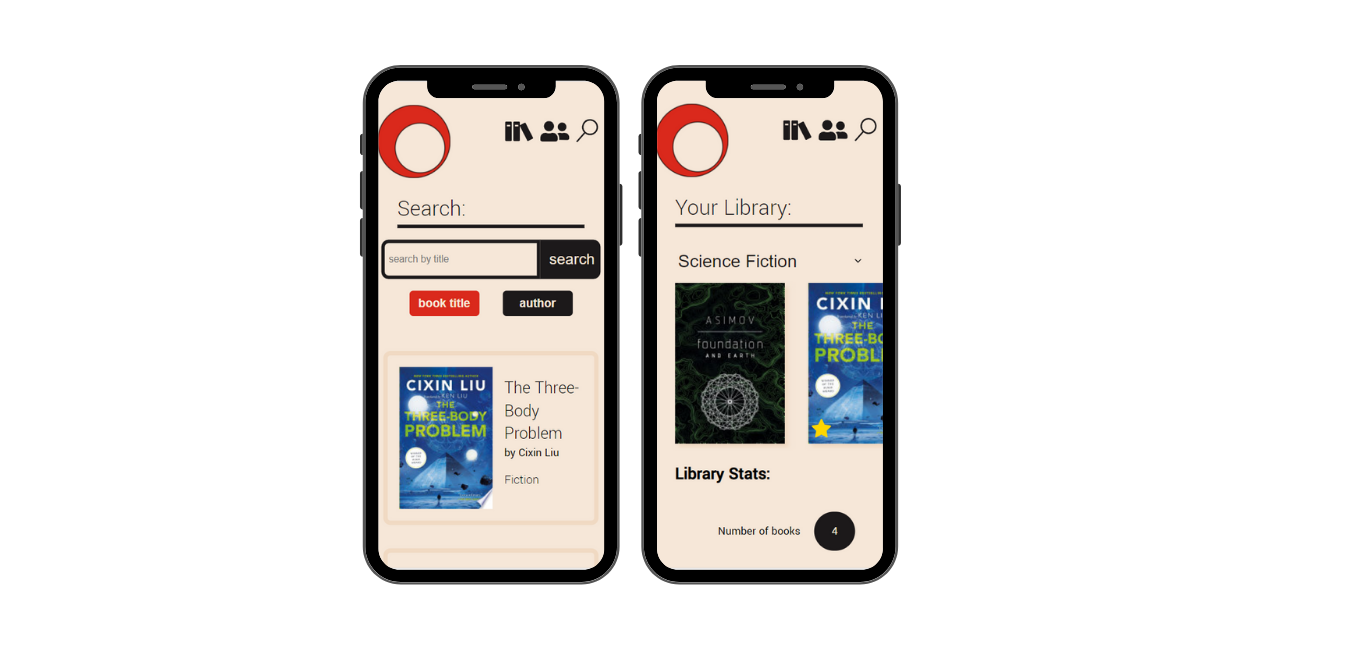 Search:
search by title
search
book title
author
CIXIN LIU
KEN LIU
THE
THREE-BODY
PROBLEM
The Three-
Body
Problem
by Cixin Liu
Fiction
Your Library:
Science Fiction
ASIMOV
foundation
AND EARTH
CIXIN L
KEN LI
THE
THREE-BO
PROBL
Library Stats:
Number of books
4